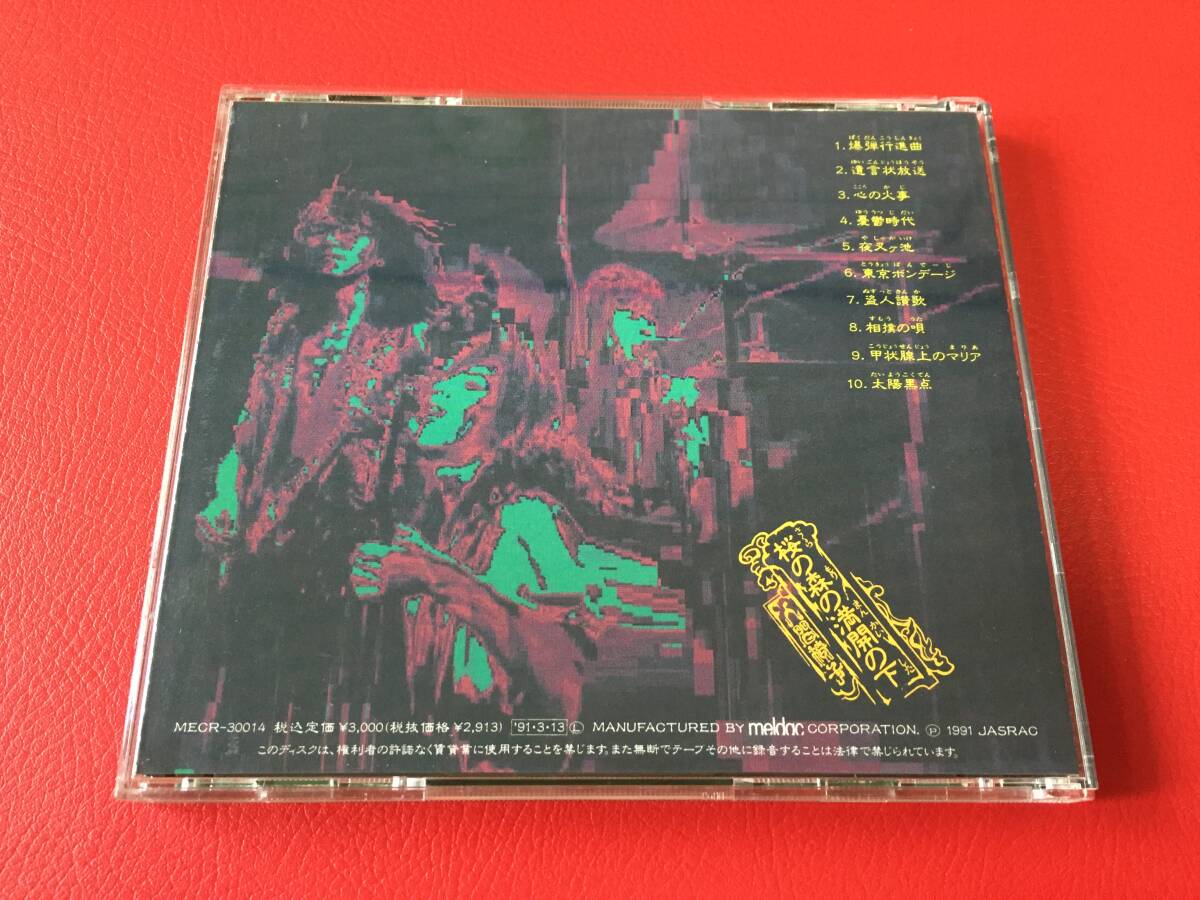 ばくだんこうしんきょく
1. 爆弾行進曲
ゆいごんじょうほうそう
2. 遺言状放送
こころ かじ
3. 心の火事
ゆううつじだい
4. 憂鬱時代
やしゃがいけ
5. 夜叉ヶ池
とうきょうぼんでーじ
6. 東京ボンデージ
ぬすっとさんか
7. 盗人讃歌
すもう うた
8. 相撲の唄
こうじょうせんじょう まりあ
9. 甲状腺上のマリア
たいようこくてん
10. 太陽黒点
桜の森の満開の下
MECR-30014 税込定価¥3,000(税抜価格¥2,913) '91・3・13 Ⓛ MANUFACTURED BY meldac CORPORATION. Ⓟ 1991 JASRAC
このディスクは、権利者の許諾なく賃貸業に使用することを禁じます。また無断でテープその他に録音することは法律で禁じられています。